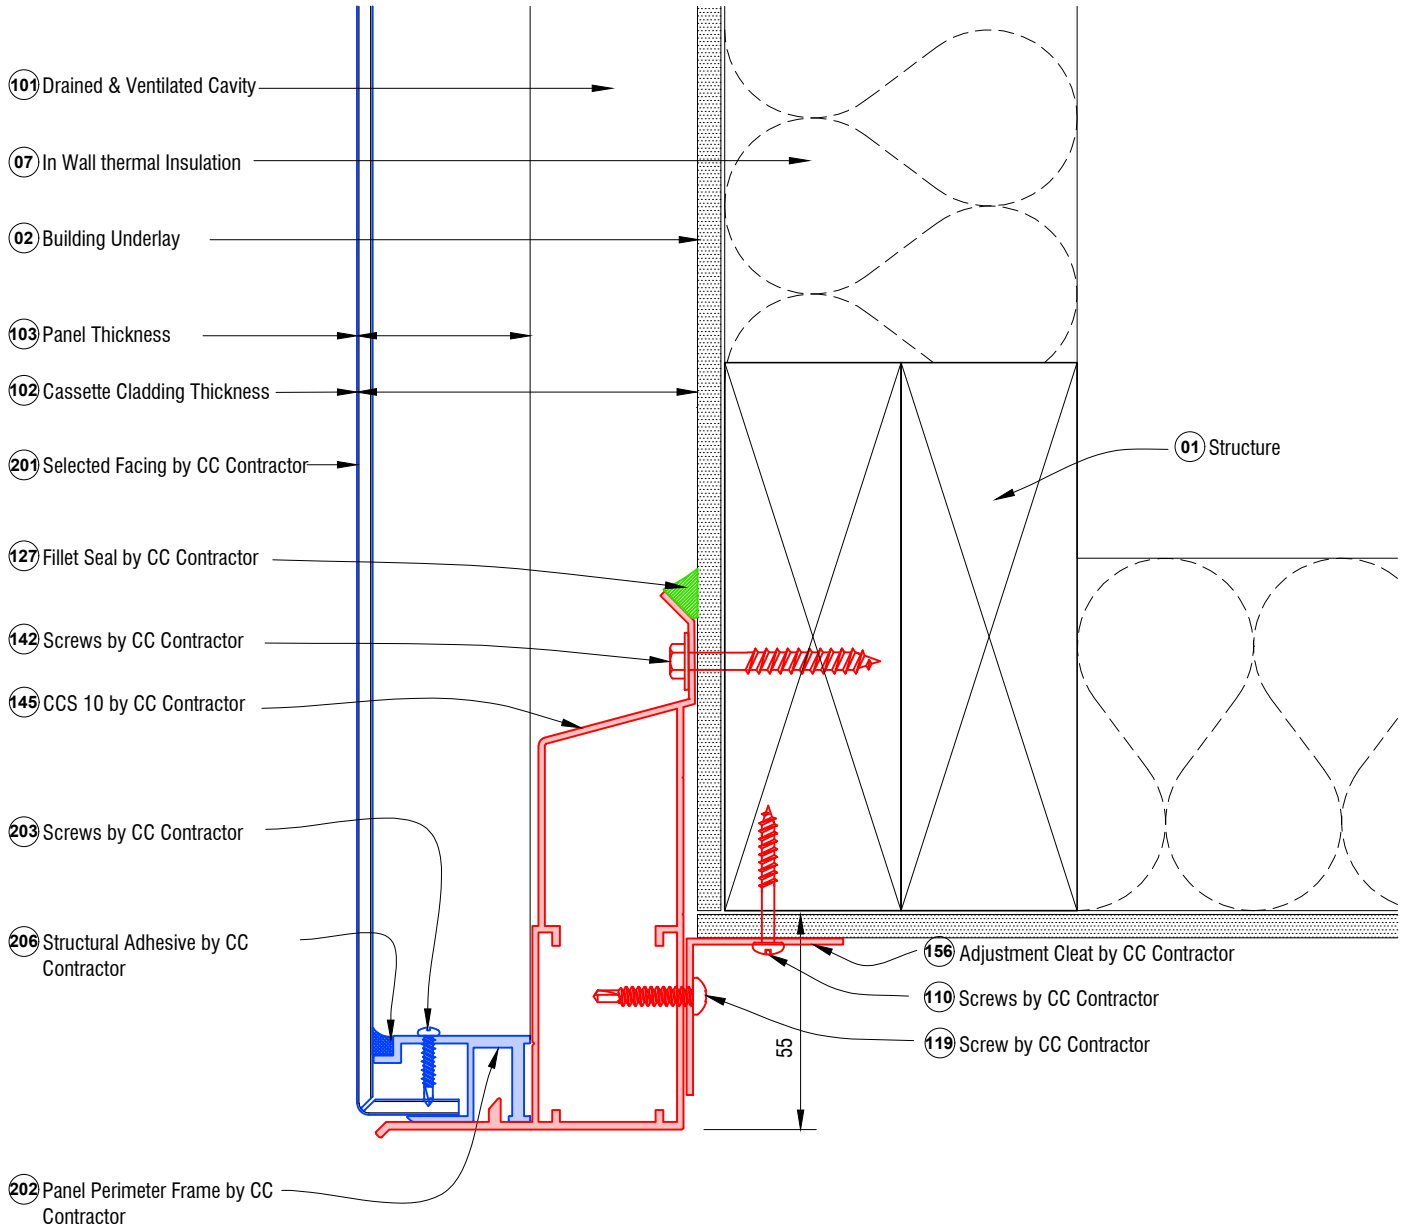 101 Drained & Ventilated Cavity
07 In Wall thermal Insulation
02 Building Underlay
103 Panel Thickness
102 Cassette Cladding Thickness
201 Selected Facing by CC Contractor
01 Structure
127 Fillet Seal by CC Contractor
142 Screws by CC Contractor
145 CCS 10 by CC Contractor
203 Screws by CC Contractor
206 Structural Adhesive by CC
Contractor
156 Adjustment Cleat by CC Contractor
110 Screws by CC Contractor
119 Screw by CC Contractor
55
202 Panel Perimeter Frame by CC
Contractor